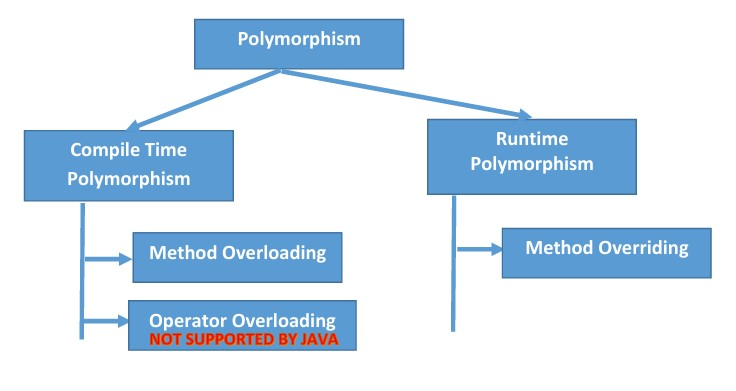 Polymorphism
Compile Time
Polymorphism
Runtime
Polymorphism
Method Overloading
Method Overriding
Operator Overloading
NOT SUPPORTED BY JAVA